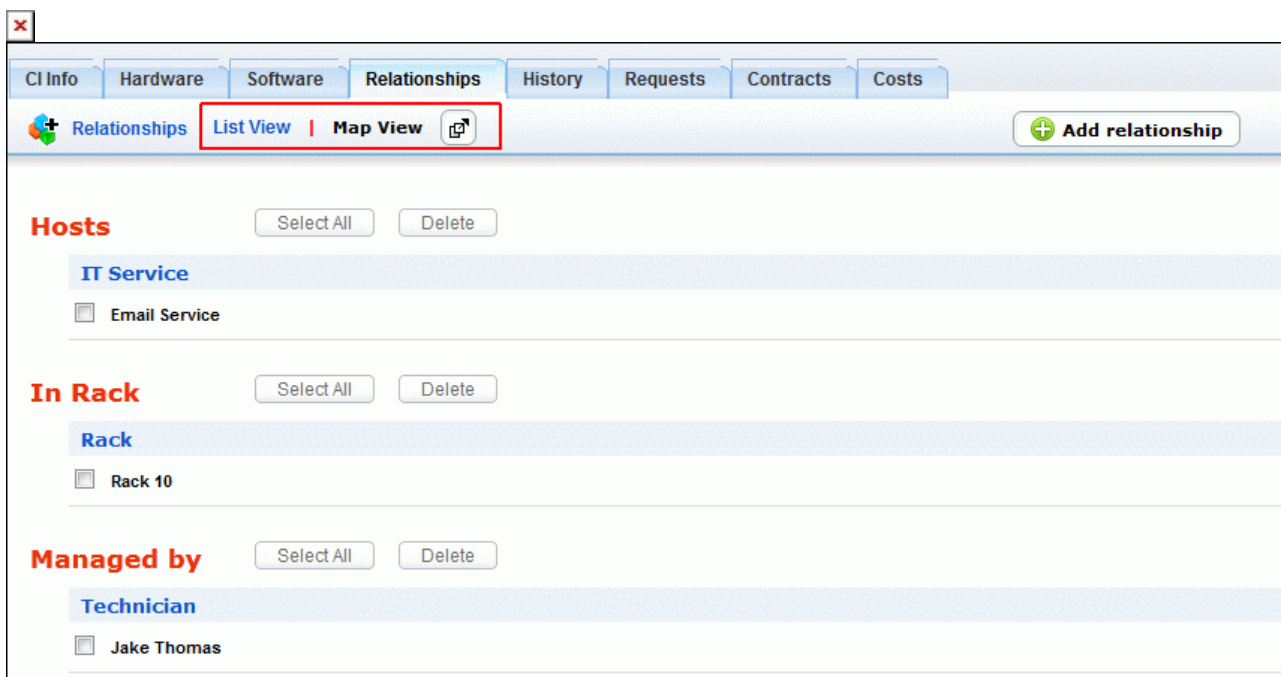 CI Info Hardware Software Relationships History Requests Contracts Costs
Relationships List View | Map View Add relationship
Hosts Select All Delete
IT Service
Email Service
In Rack Select All Delete
Rack
Rack 10
Managed by Select All Delete
Technician
Jake Thomas